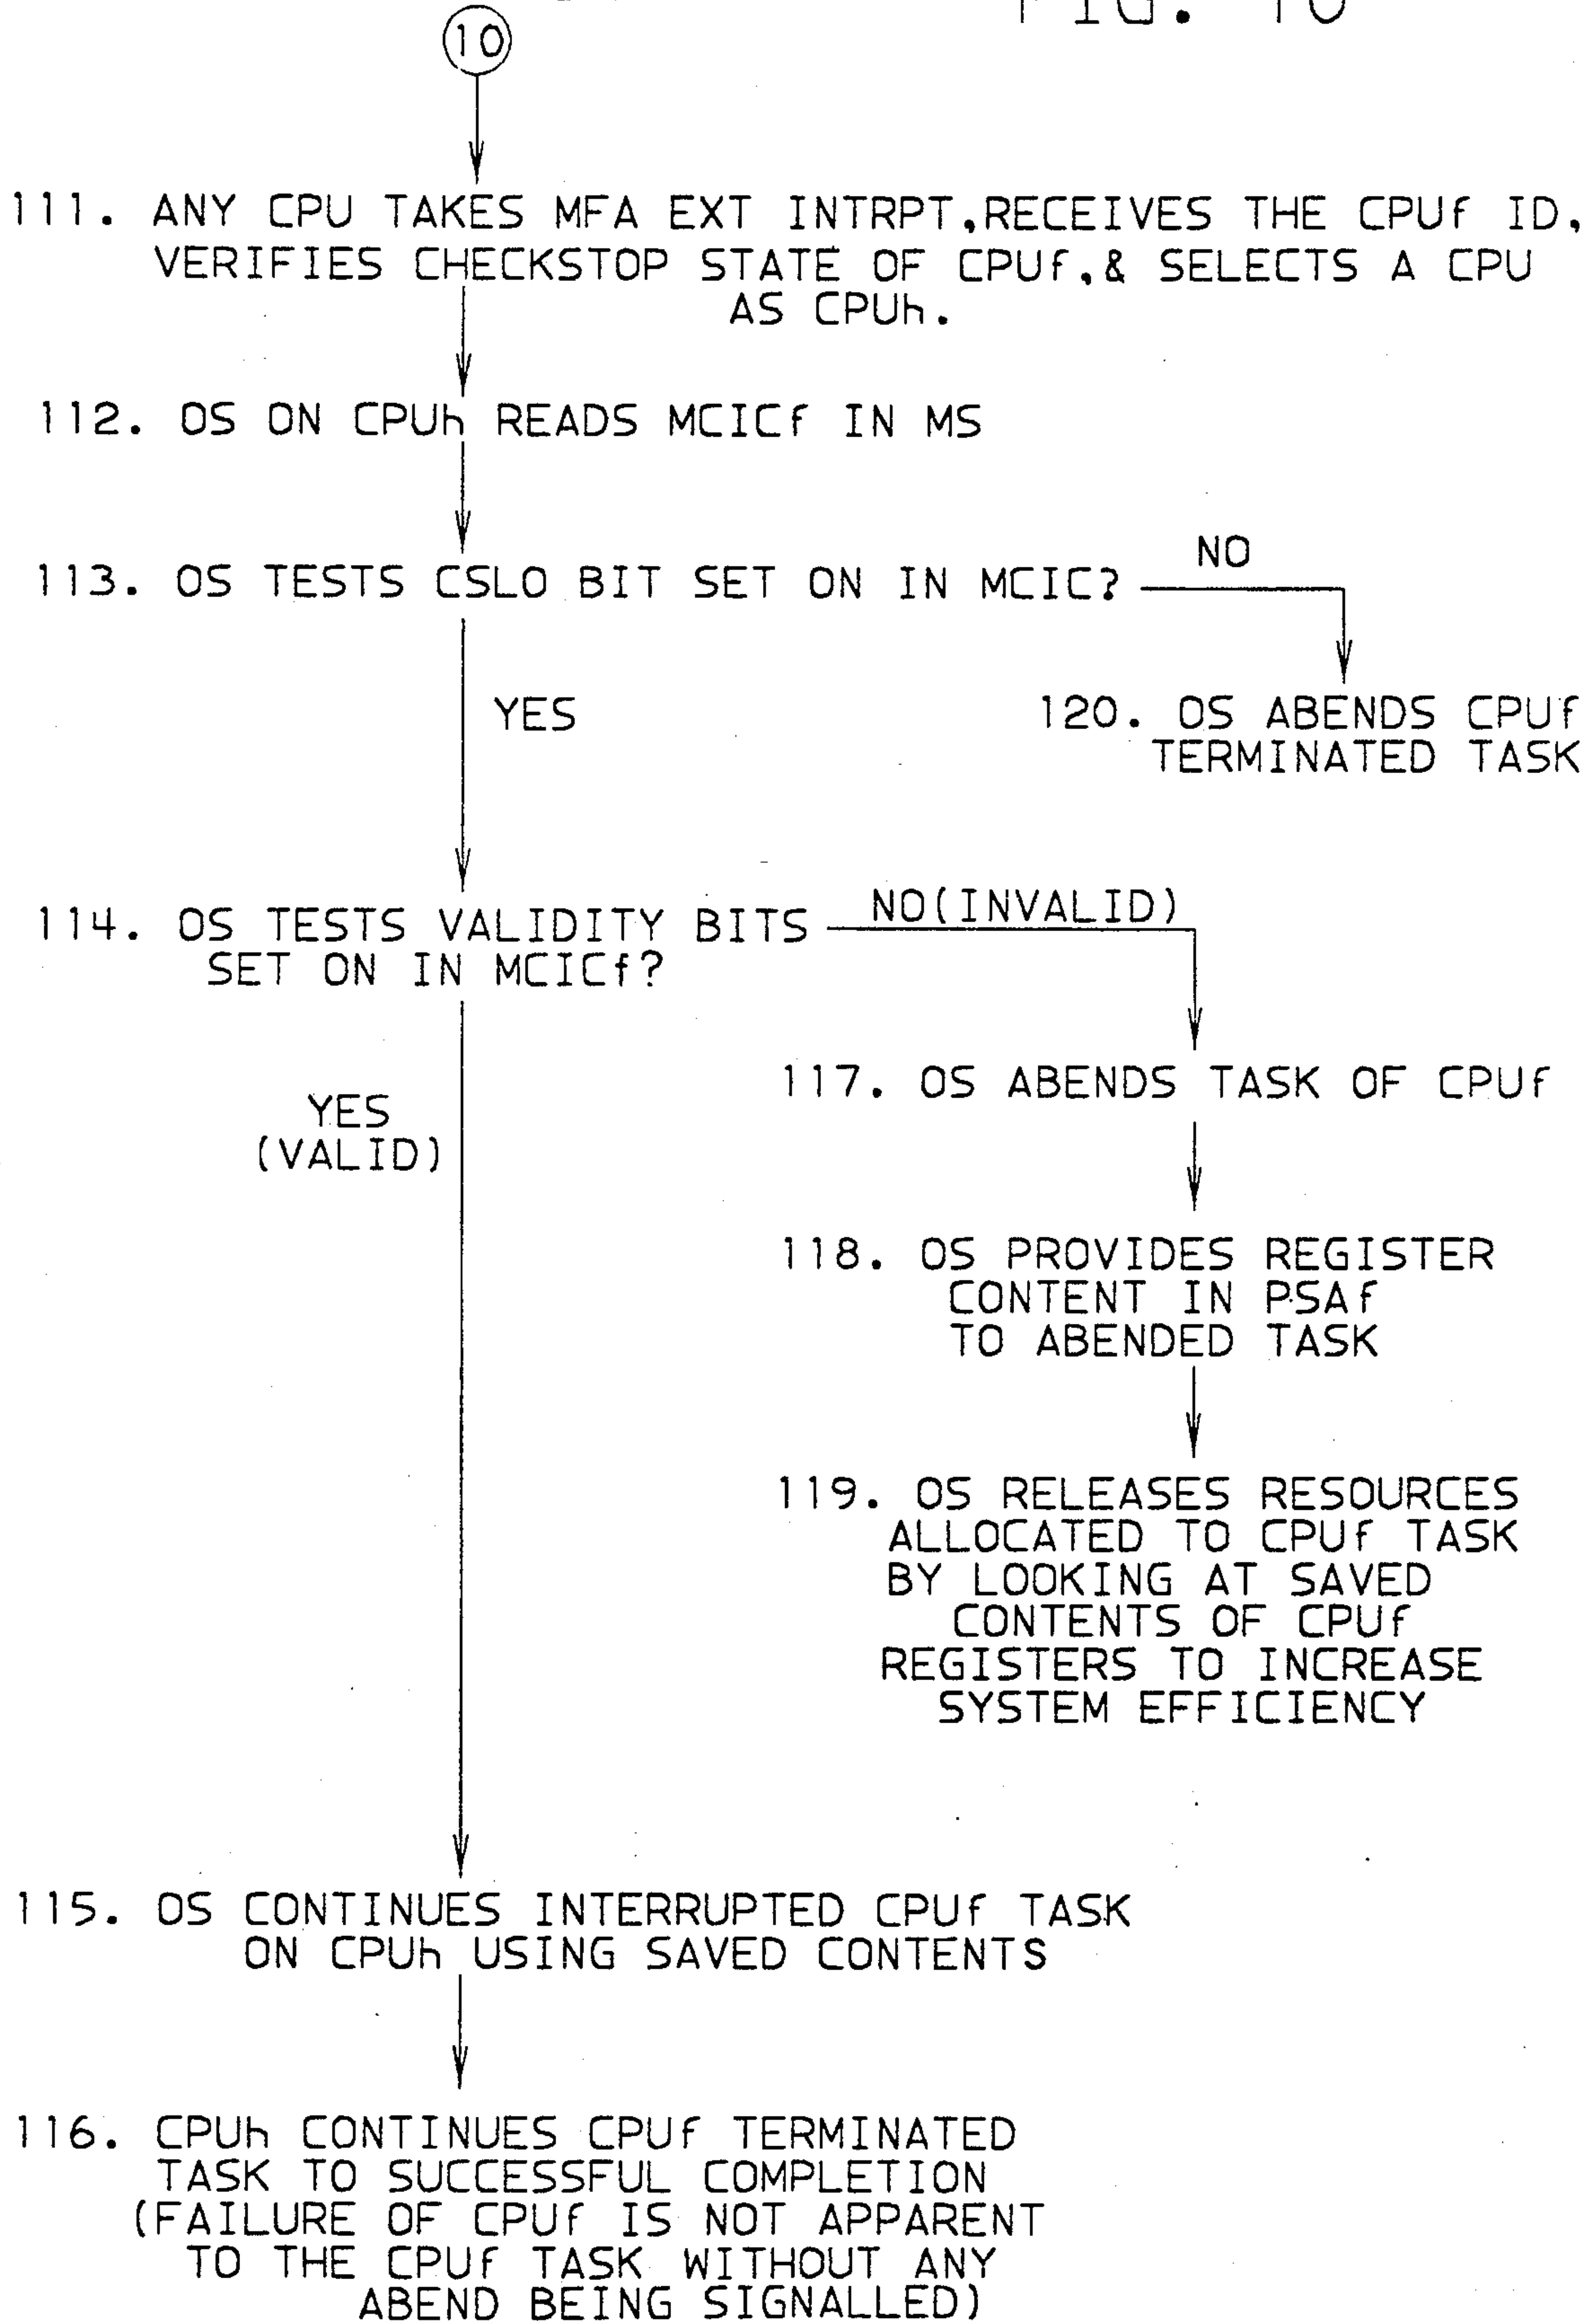 FIG. 10
10
111. ANY CPU TAKES MFA EXT INTRPT,RECEIVES THE CPUf ID,
VERIFIES CHECKSTOP STATE OF CPUf,& SELECTS A CPU
AS CPUh.
112. OS ON CPUh READS MCICf IN MS
113. OS TESTS CSLO BIT SET ON IN MCIC?
NO
YES
120. OS ABENDS CPUf
TERMINATED TASK
114. OS TESTS VALIDITY BITS
SET ON IN MCICf?
NO(INVALID)
YES
(VALID)
117. OS ABENDS TASK OF CPUf
118. OS PROVIDES REGISTER
CONTENT IN PSAf
TO ABENDED TASK
119. OS RELEASES RESOURCES
ALLOCATED TO CPUf TASK
BY LOOKING AT SAVED
CONTENTS OF CPUf
REGISTERS TO INCREASE
SYSTEM EFFICIENCY
115. OS CONTINUES INTERRUPTED CPUf TASK
ON CPUh USING SAVED CONTENTS
116. CPUh CONTINUES CPUf TERMINATED
TASK TO SUCCESSFUL COMPLETION
(FAILURE OF CPUf IS NOT APPARENT
TO THE CPUf TASK WITHOUT ANY
ABEND BEING SIGNALLED)